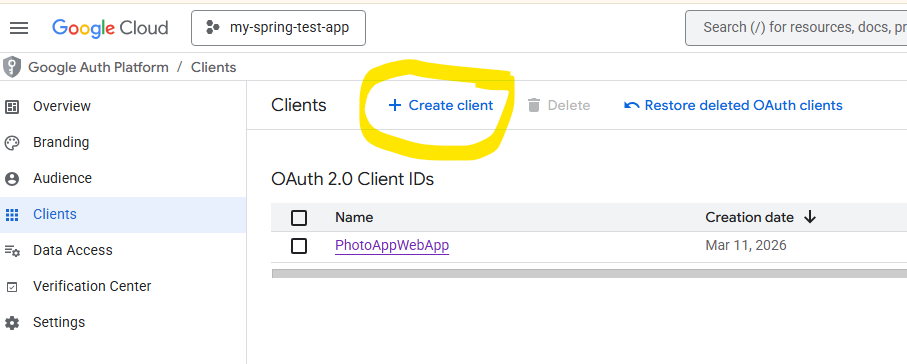 Google Cloud my-spring-test-app Search (/) for resources, docs, pr
Google Auth Platform / Clients
Overview
Branding
Audience
Clients
Data Access
Verification Center
Settings
Clients + Create client Delete Restore deleted OAuth clients
OAuth 2.0 Client IDs
Name Creation date
PhotoAppWebApp Mar 11, 2026